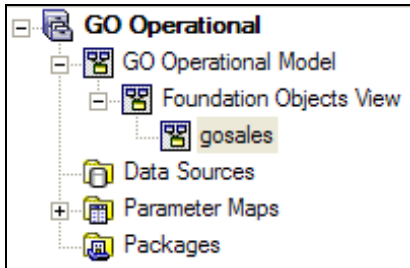 GO Operational
GO Operational Model
Foundation Objects View
gosales
Data Sources
Parameter Maps
Packages